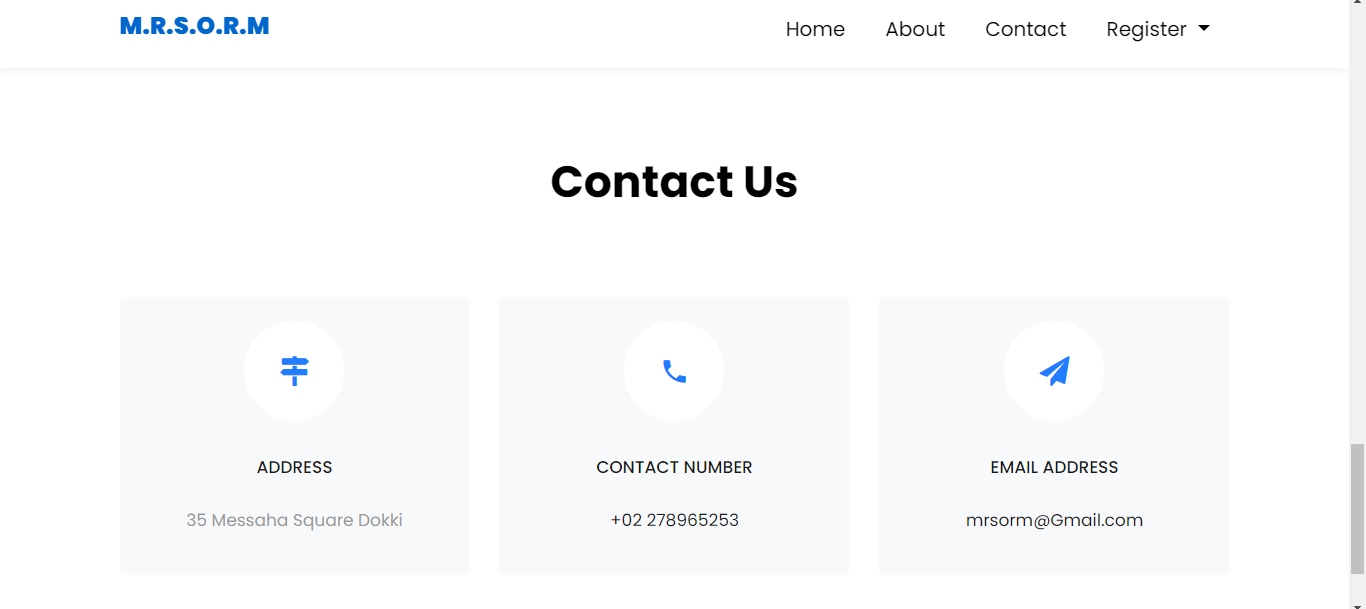 M.R.S.O.R.M
Home About Contact Register
Contact Us
ADDRESS
35 Messaha Square Dokki
CONTACT NUMBER
+02 278965253
EMAIL ADDRESS
mrsorm@Gmail.com